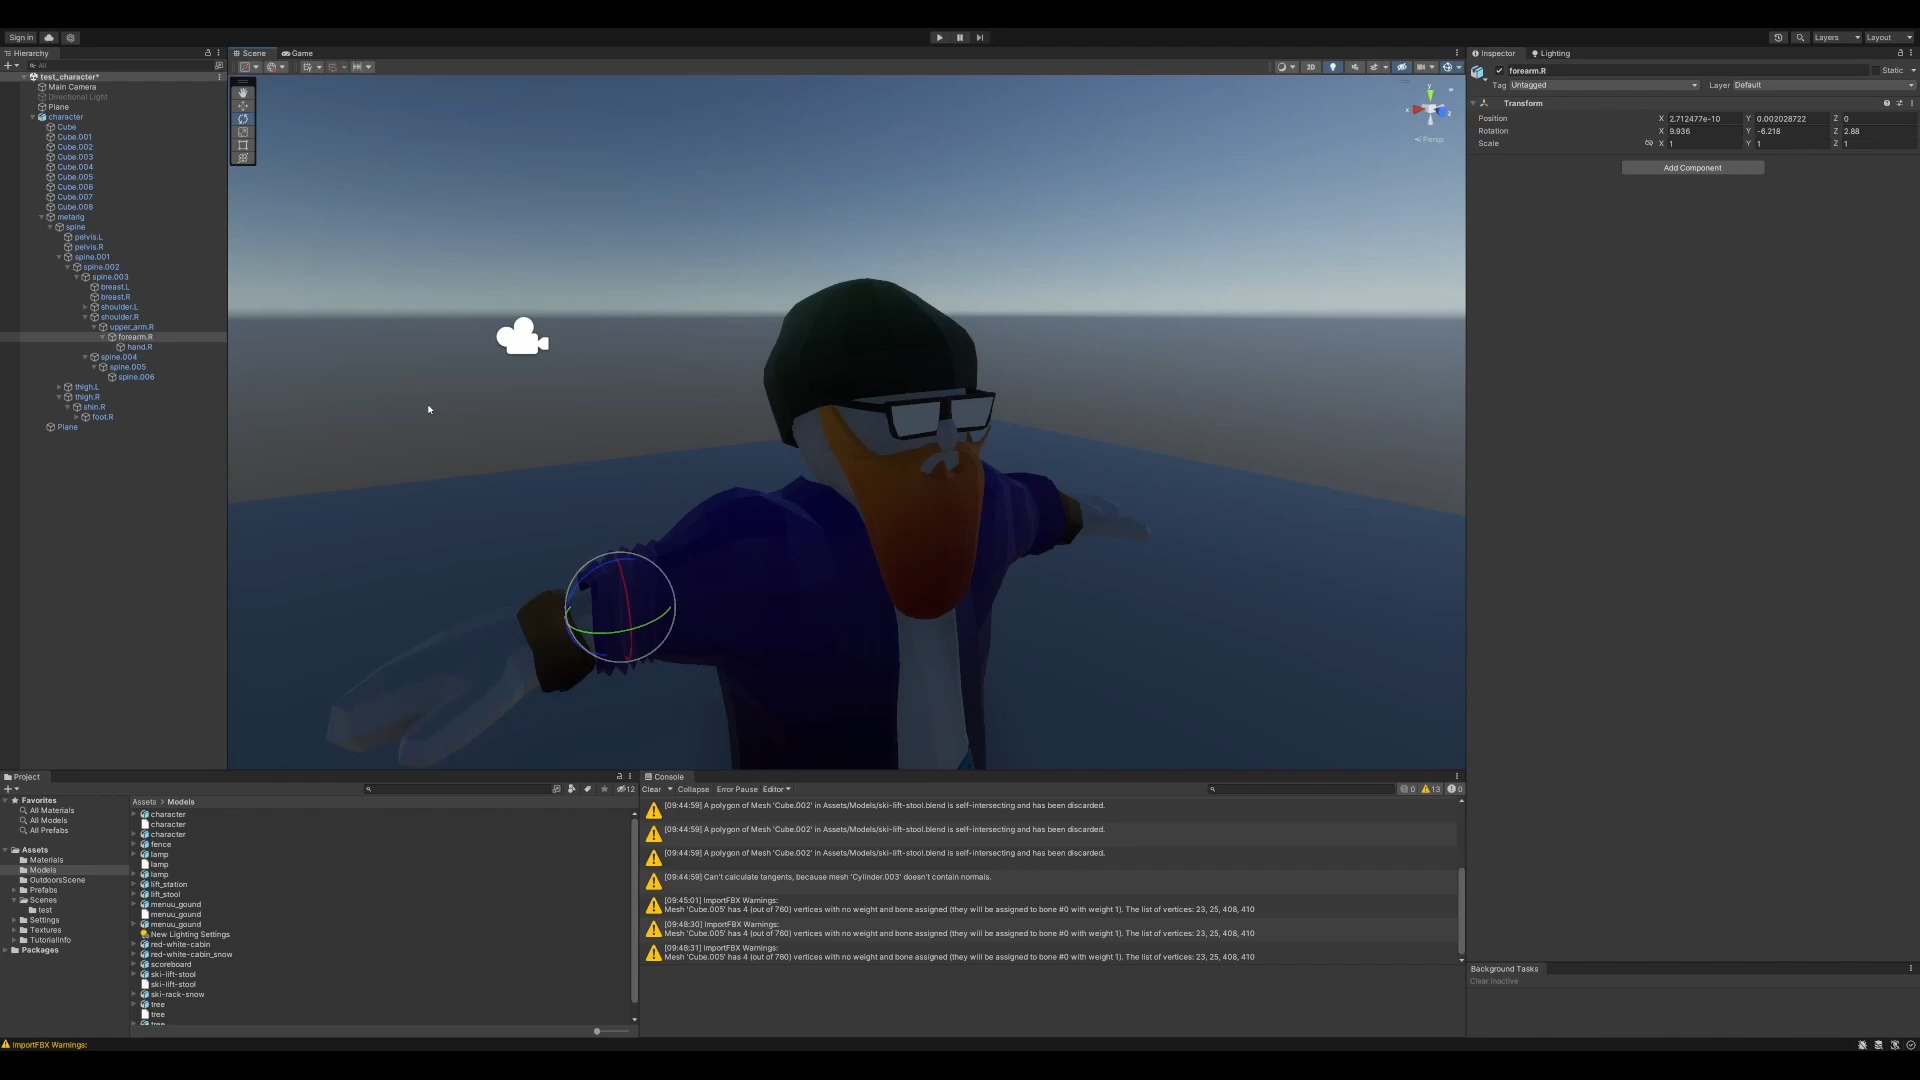 Sign in
Layers
Layout
Hierarchy
All
test_character*
Main Camera
Directional Light
Plane
character
Cube
Cube.001
Cube.002
Cube.003
Cube.004
Cube.005
Cube.006
Cube.007
Cube.008
metarig
spine
pelvis.L
pelvis.R
spine.001
spine.002
spine.003
breast.L
breast.R
shoulder.L
shoulder.R
upper_arm.R
forearm.R
hand.R
spine.004
spine.005
spine.006
thigh.L
thigh.R
shin.R
foot.R
Plane
Scene Game
2D
y
x
z
Persp
Inspector Lighting
forearm.R Static
Tag Untagged Layer Default
Transform
Position X 2.712477e-10 Y 0.002028722 Z 0
Rotation X 9.936 Y -6.218 Z 2.88
Scale X 1 Y 1 Z 1
Add Component
Project
12
Favorites
All Materials
All Models
All Prefabs
Assets
Materials
Models
OutdoorsScene
Prefabs
Scenes
test
Settings
Textures
TutorialInfo
Packages
Assets > Models
character
character
character
fence
lamp
lamp
lamp
lift_station
lift_stool
menuu_gound
menuu_gound
menuu_gound
New Lighting Settings
red-white-cabin
red-white-cabin_snow
scoreboard
ski-lift-stool
ski-lift-stool
ski-rack-snow
tree
tree
tree
Console
Clear Collapse Error Pause Editor
0 13 0
[09:44:59] A polygon of Mesh 'Cube.002' in Assets/Models/ski-lift-stool.blend is self-intersecting and has been discarded.
[09:44:59] A polygon of Mesh 'Cube.002' in Assets/Models/ski-lift-stool.blend is self-intersecting and has been discarded.
[09:44:59] A polygon of Mesh 'Cube.002' in Assets/Models/ski-lift-stool.blend is self-intersecting and has been discarded.
[09:44:59] Can't calculate tangents, because mesh 'Cylinder.003' doesn't contain normals.
[09:45:01] ImportFBX Warnings:
Mesh 'Cube.005' has 4 (out of 760) vertices with no weight and bone assigned (they will be assigned to bone #0 with weight 1). The list of vertices: 23, 25, 408, 410
[09:48:30] ImportFBX Warnings:
Mesh 'Cube.005' has 4 (out of 760) vertices with no weight and bone assigned (they will be assigned to bone #0 with weight 1). The list of vertices: 23, 25, 408, 410
[09:48:31] ImportFBX Warnings:
Mesh 'Cube.005' has 4 (out of 760) vertices with no weight and bone assigned (they will be assigned to bone #0 with weight 1). The list of vertices: 23, 25, 408, 410
Background Tasks
Clear Inactive
ImportFBX Warnings: